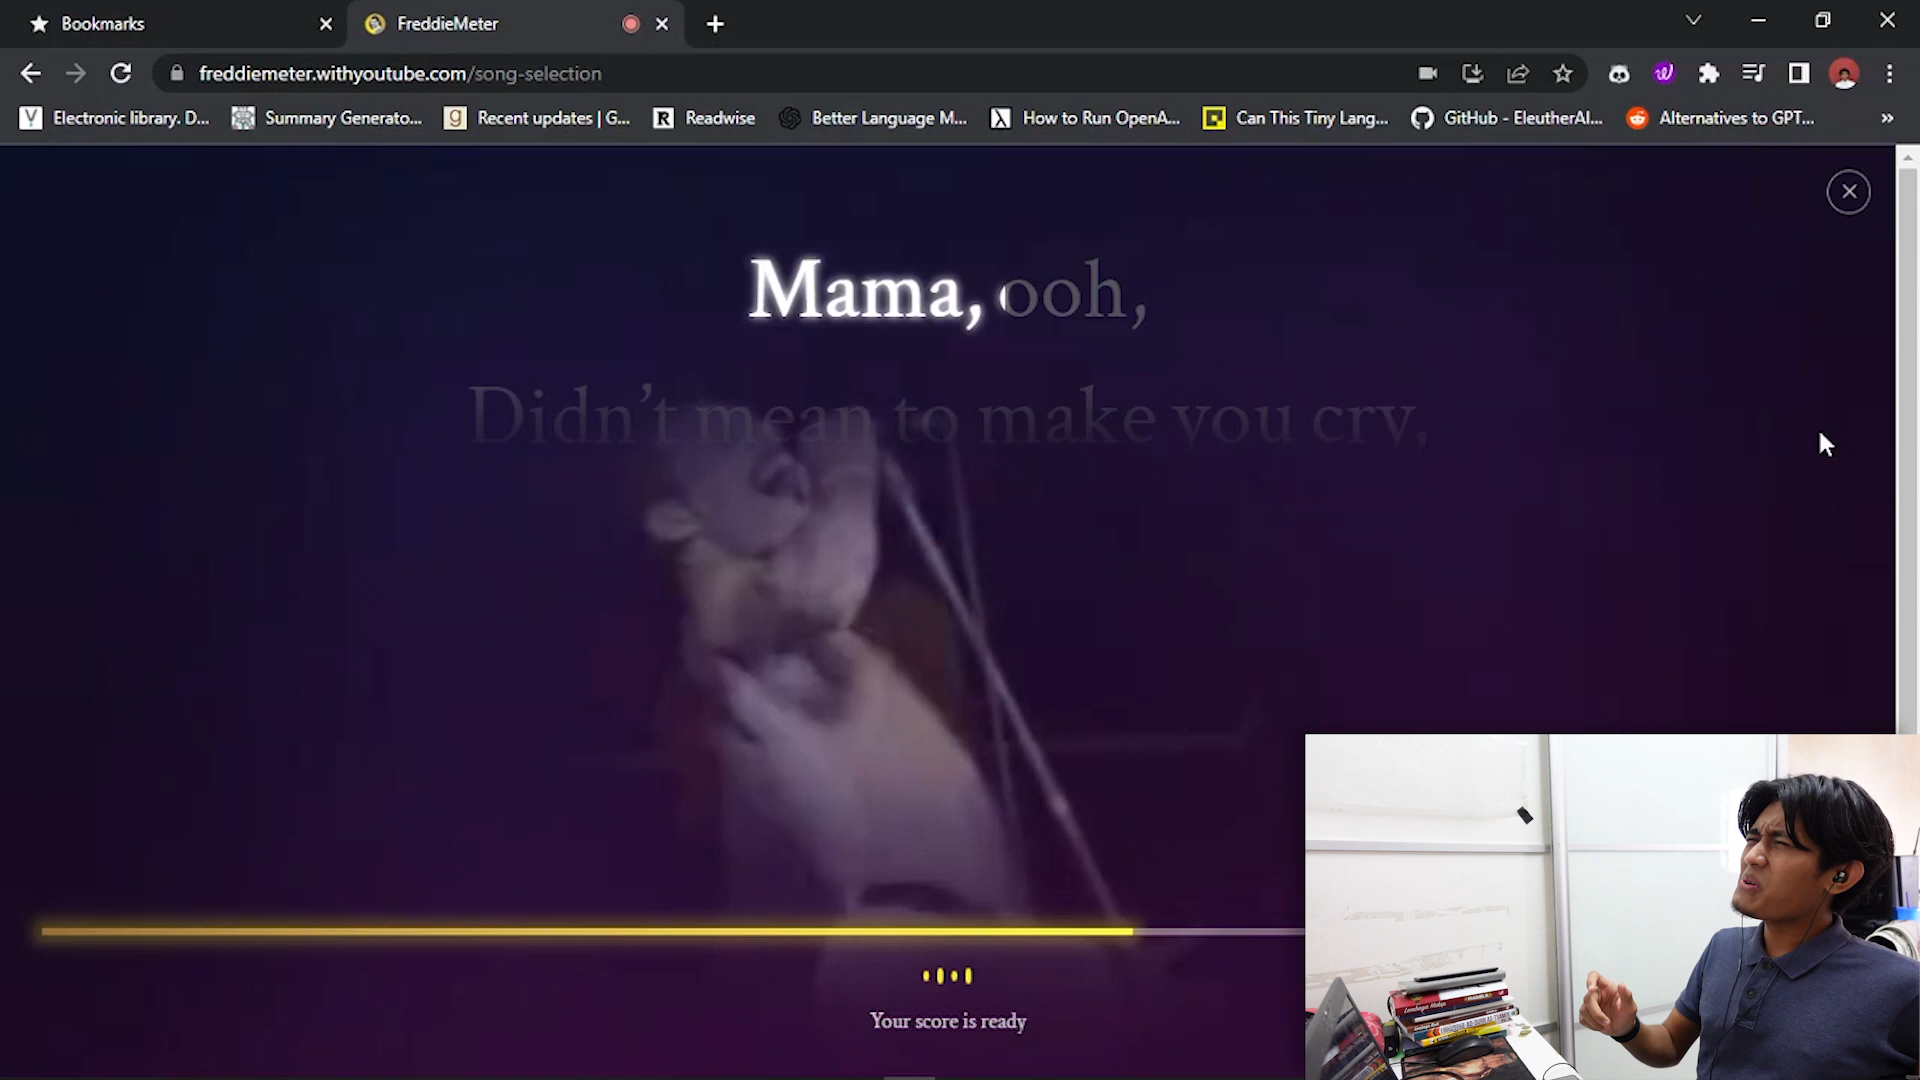 Bookmarks
FreddieMeter
freddiemeter.withyoutube.com/song-selection
Electronic library. D...
Summary Generato...
Recent updates | G...
Readwise
Better Language M...
How to Run OpenA...
Can This Tiny Lang...
GitHub - EleutherAI...
Alternatives to GPT...
Mama, ooh,
Didn't mean to make you cry,
Your score is ready